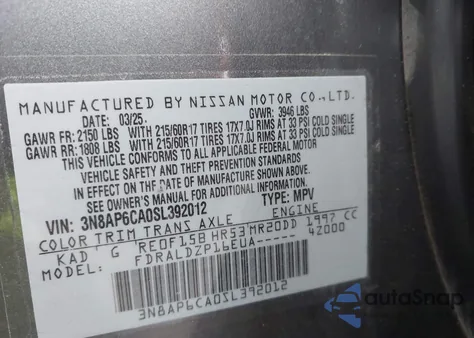 MANUFACTURED BY NISSAN MOTOR CO., LTD.
DATE: 03/25. GVWR: 3946 LBS
GAWR FR: 2150 LBS WITH 215/60R17 TIRES 17X7.0J RIMS AT 33 PSI COLD SINGLE
GAWR RR: 1808 LBS WITH 215/60R17 TIRES 17X7.0J RIMS AT 33 PSI COLD SINGLE
THIS VEHICLE CONFORMS TO ALL APPLICABLE FEDERAL MOTOR
VEHICLE SAFETY AND THEFT PREVENTION STANDARDS
IN EFFECT ON THE DATE OF MANUFACTURE SHOWN ABOVE.
SEE OWNER'S MANUAL FOR ADDITIONAL INFORMATION
VIN: 3N8AP6CA0SL392012 TYPE: MPV
COLOR TRIM TRANS AXLE ENGINE
KAD G RE0F15B HR53 MR20DD 1997 CC
MODEL: FDRALDZP16EUA----- 42000
3N8AP6CA0SL392012
autoSnap